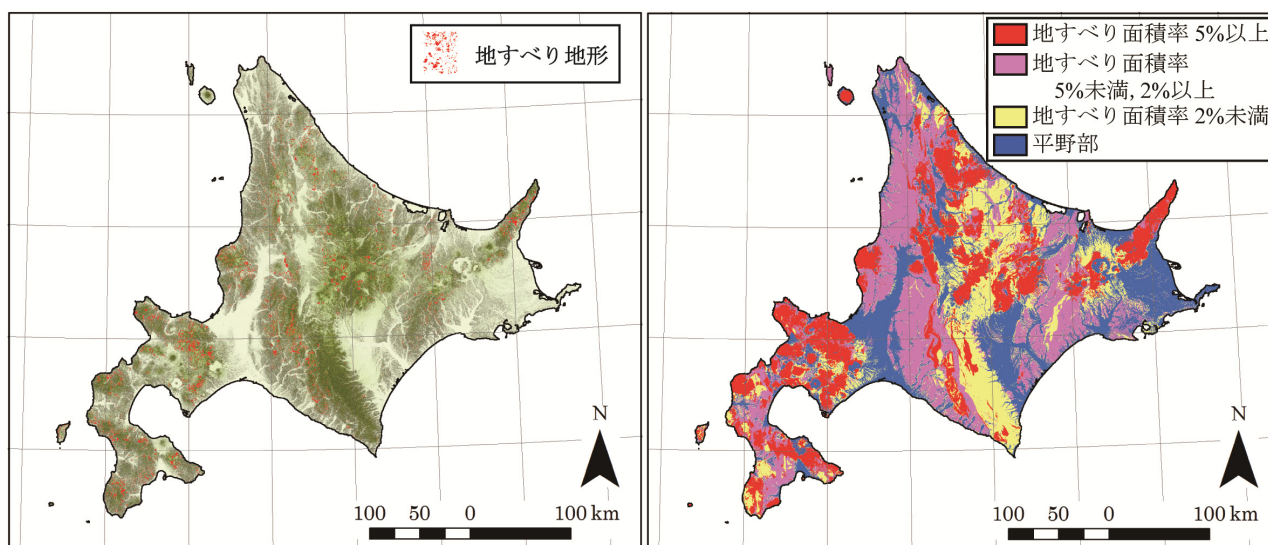 地すべり地形
N
100 50 0 100 km
地すべり面積率 5%以上
地すべり面積率
5%未満, 2%以上
地すべり面積率 2%未満
平野部
N
100 50 0 100 km